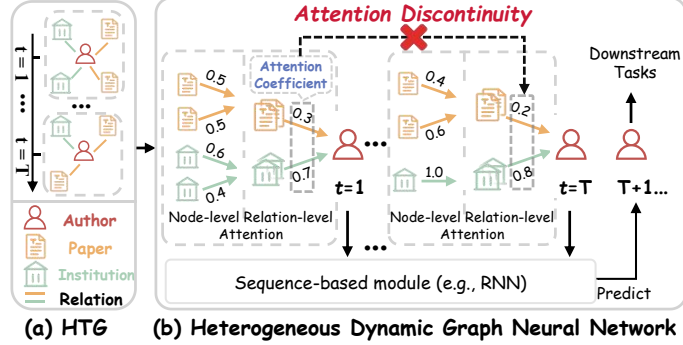 Attention Discontinuity
t = 1
...
t=T
...
Author
Paper
Institution
Relation
(a) HTG
Attention
Coefficient
0.5
0.5
0.6
0.4
0.3
0.7
t=1
Node-level Relation-level
Attention
...
0.4
0.6
1.0
0.2
0.8
t=T
Node-level Relation-level
Attention
Downstream
Tasks
T+1...
...
Sequence-based module (e.g., RNN)
Predict
(b) Heterogeneous Dynamic Graph Neural Network